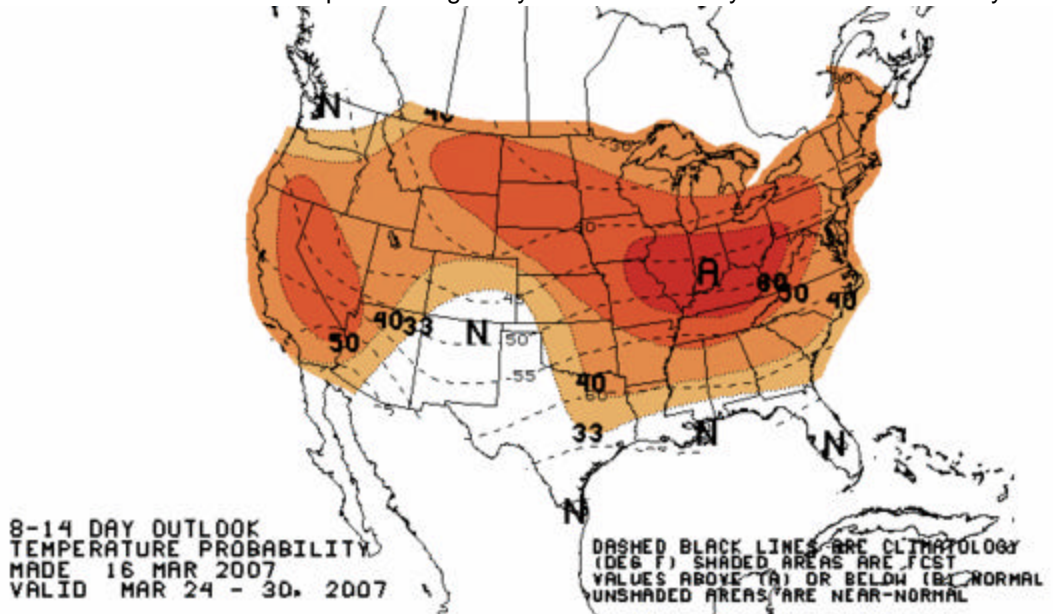 N
40
-30
50
A
60
50
40
40
33
50
N
45
50
55
40
60
33
N
N
N
8-14 DAY OUTLOOK
TEMPERATURE PROBABILITY
MADE 16 MAR 2007
VALID MAR 24 - 30, 2007
DASHED BLACK LINES ARE CLIMATOLOGY
(DEG F) SHADED AREAS ARE FCST
VALUES ABOVE (A) OR BELOW (B) NORMAL
UNSHADED AREAS ARE NEAR-NORMAL